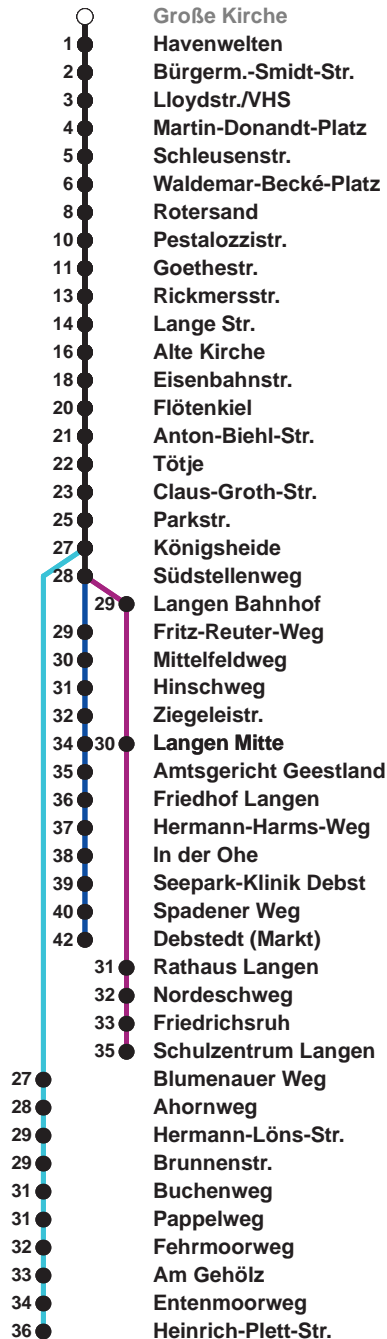 Große Kirche
1 Havenwelten
2 Bürgerm.-Smidt-Str.
3 Lloydstr./VHS
4 Martin-Donandt-Platz
5 Schleusenstr.
6 Waldemar-Becké-Platz
8 Rotersand
10 Pestalozzistr.
11 Goethestr.
13 Rickmersstr.
14 Lange Str.
16 Alte Kirche
18 Eisenbahnstr.
20 Flötenkiel
21 Anton-Biehl-Str.
22 Tötje
23 Claus-Groth-Str.
25 Parkstr.
27 Königsheide
28 Südstellenweg
29 Langen Bahnhof
29 Fritz-Reuter-Weg
30 Mittelfeldweg
31 Hinschweg
32 Ziegeleistr.
34 30 Langen Mitte
35 Amtsgericht Geestland
36 Friedhof Langen
37 Hermann-Harms-Weg
38 In der Ohe
39 Seepark-Klinik Debst
40 Spadener Weg
42 Debstedt (Markt)
31 Rathaus Langen
32 Nordeschweg
33 Friedrichsruh
35 Schulzentrum Langen
27 Blumenauer Weg
28 Ahornweg
29 Hermann-Löns-Str.
29 Brunnenstr.
31 Buchenweg
31 Pappelweg
32 Fehrmoorweg
33 Am Gehölz
34 Entenmoorweg
36 Heinrich-Plett-Str.